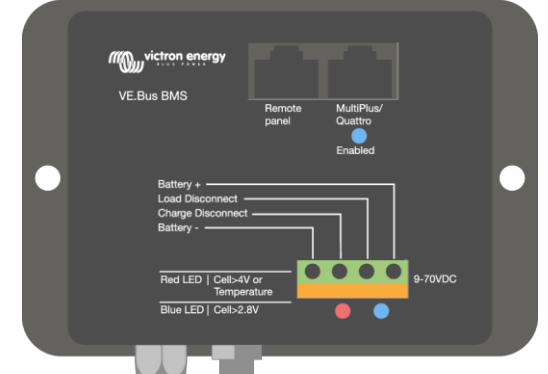 victron energy
BLUE POWER
VE.Bus BMS
Remote
panel
MultiPlus/
Quattro
Enabled
Battery +
Load Disconnect
Charge Disconnect
Battery -
Red LED | Cell>4V or
Temperature
9-70VDC
Blue LED | Cell>2.8V